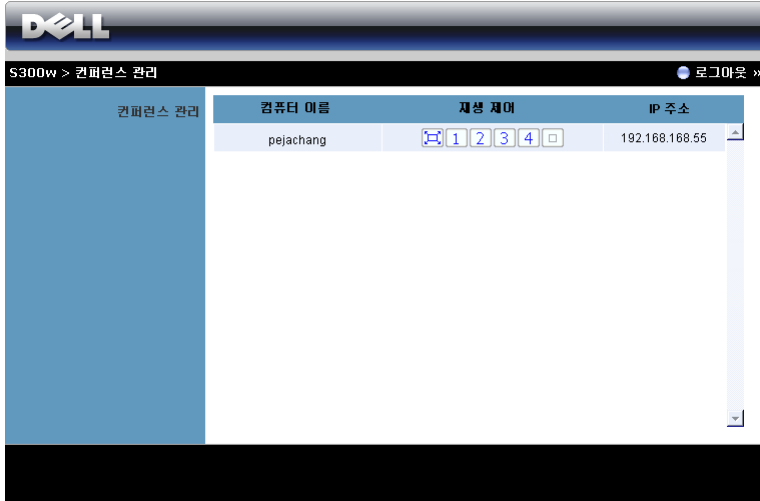 DELL
S300w > 컨퍼런스 관리 로그아웃 »
컨퍼런스 관리
컴퓨터 이름 재생 제어 IP 주소
pejachang 1 2 3 4 192.168.168.55